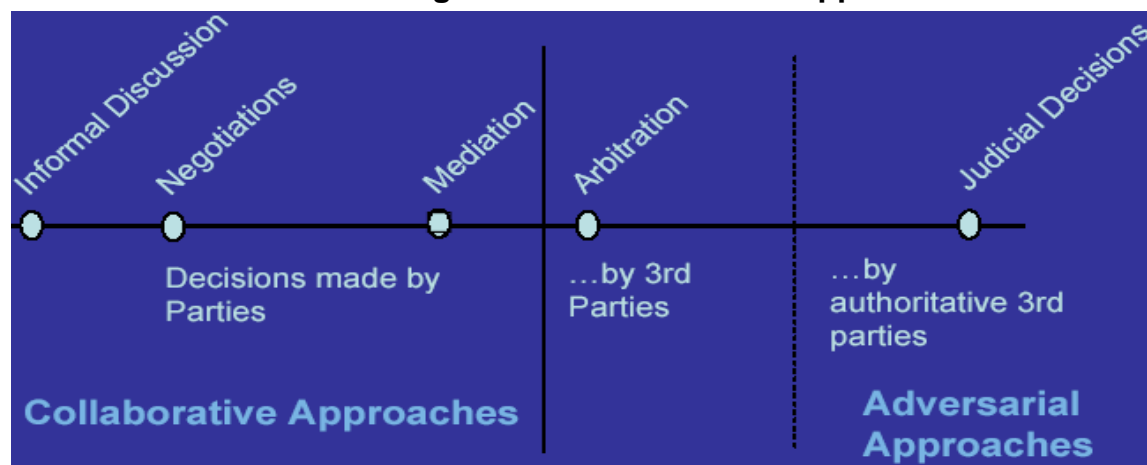 Informal Discussion
Negotiations
Mediation
Arbitration
Judicial Decisions
Decisions made by
Parties
...by 3rd
Parties
...by
authoritative 3rd
parties
Collaborative Approaches
Adversarial
Approaches